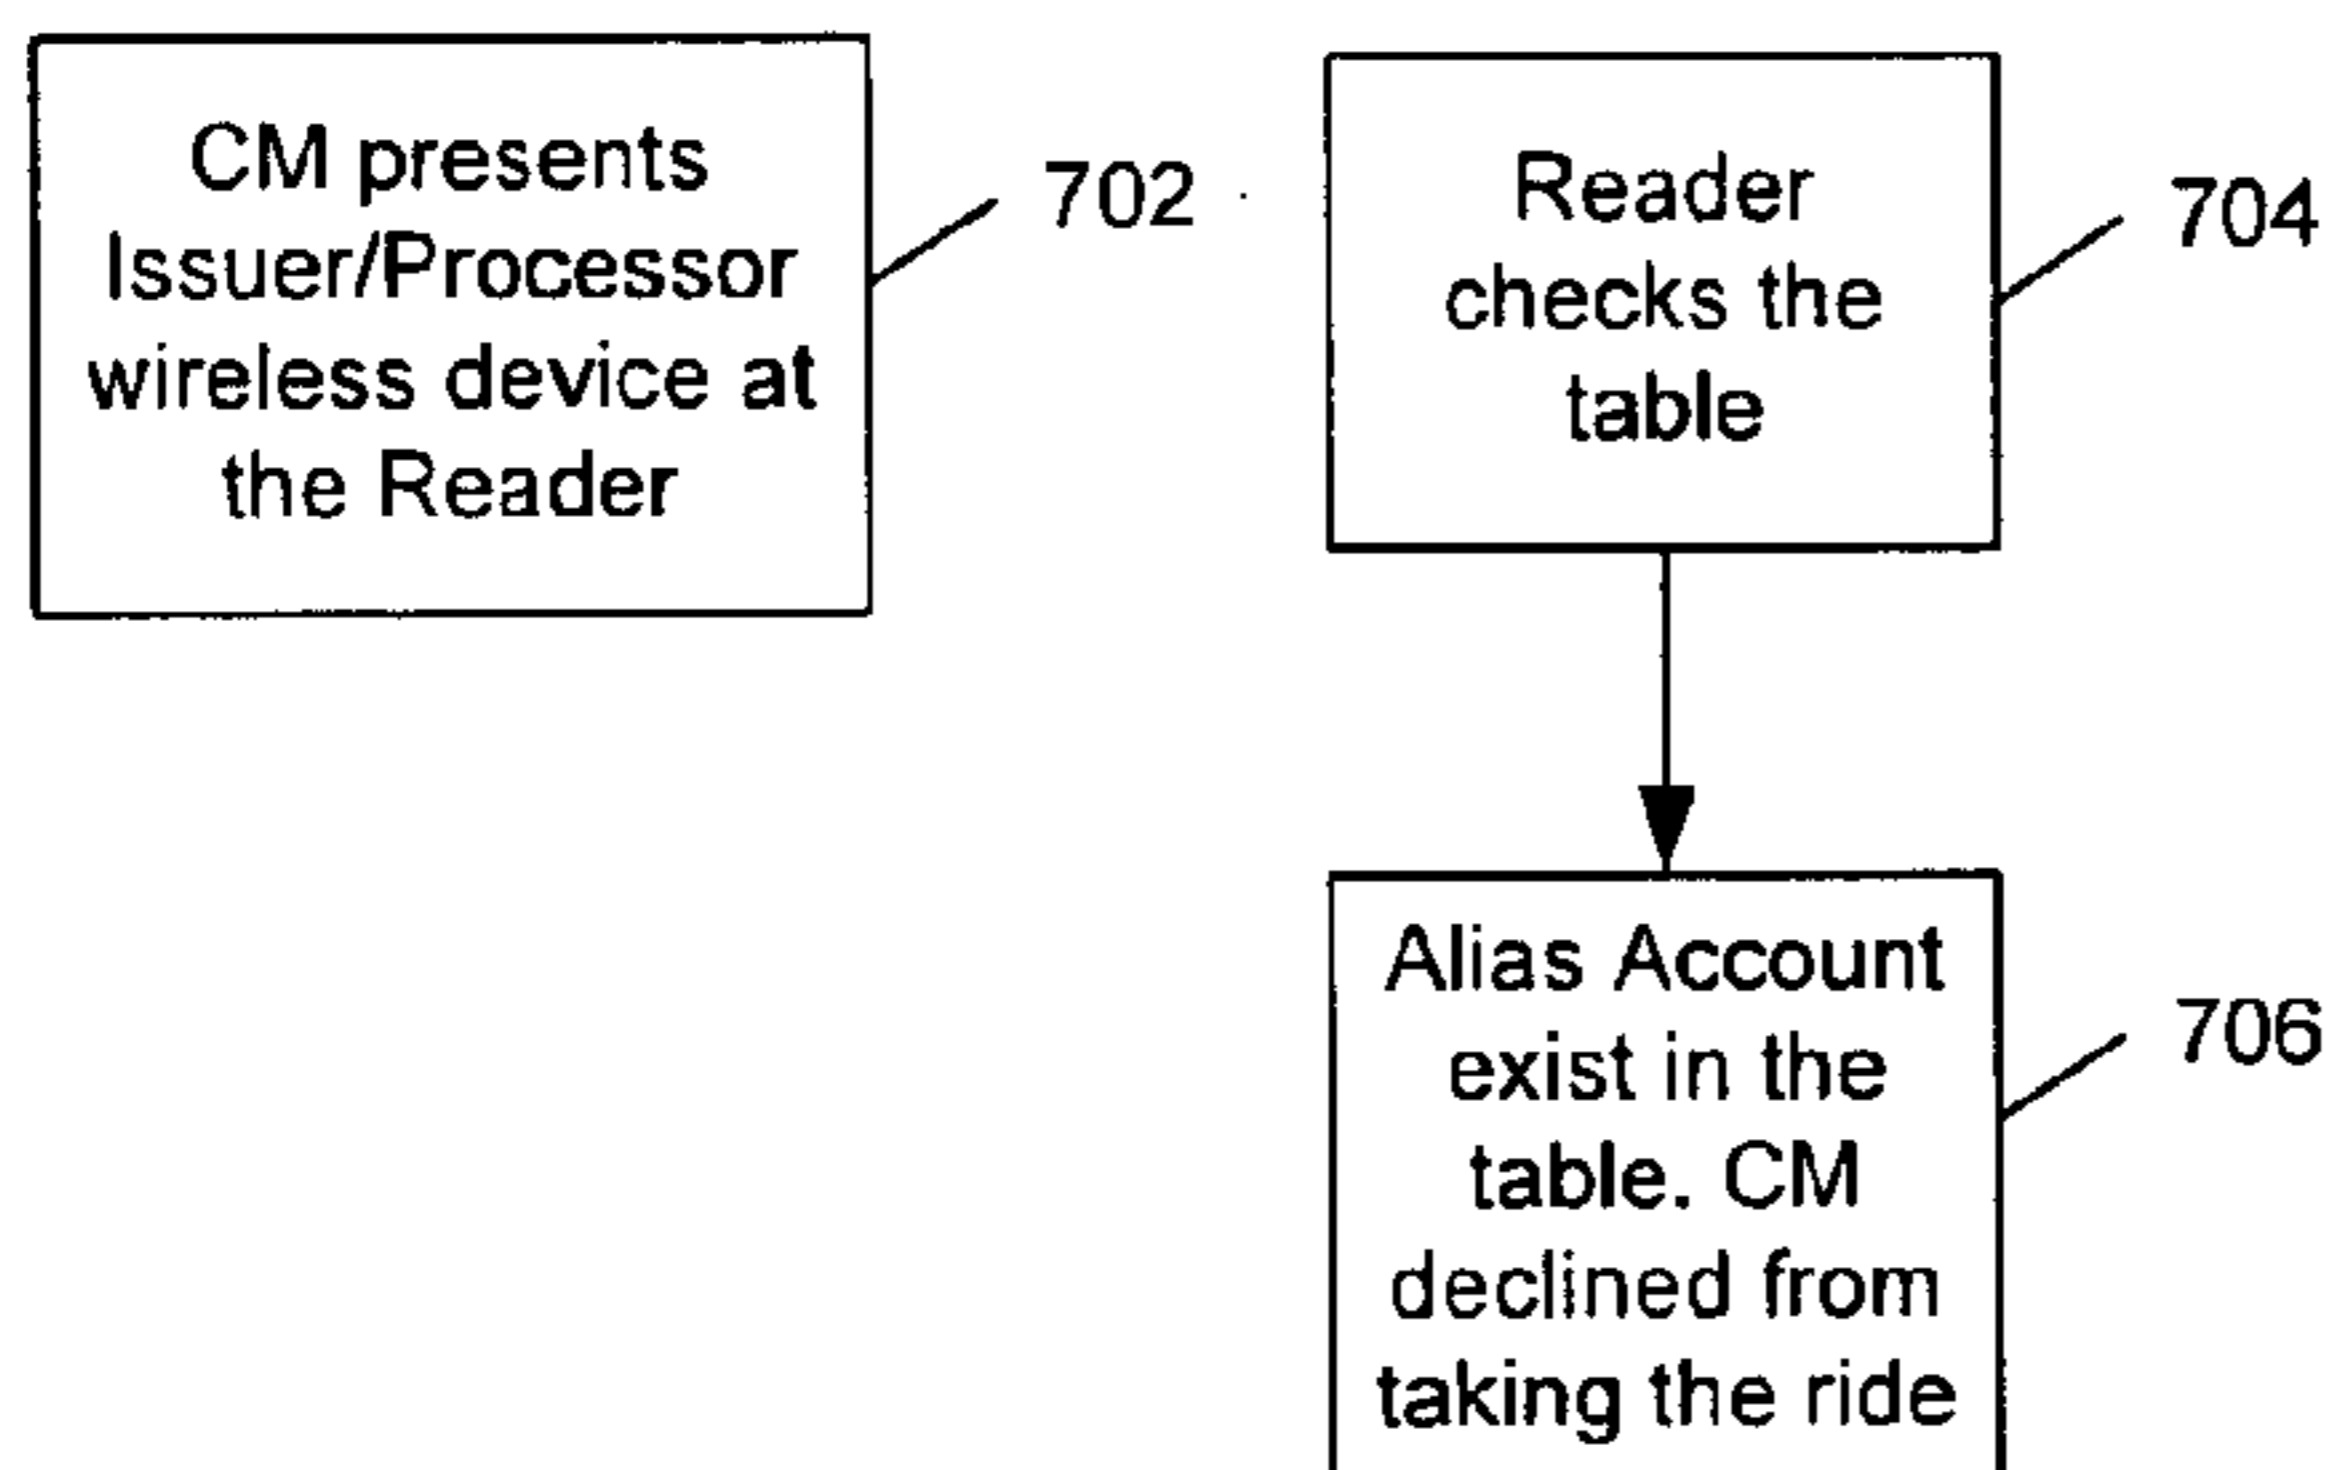 CM presents
Issuer/Processor
wireless device at
the Reader
702
Reader
checks the
table
704
Alias Account
exist in the
table. CM
declined from
taking the ride
706